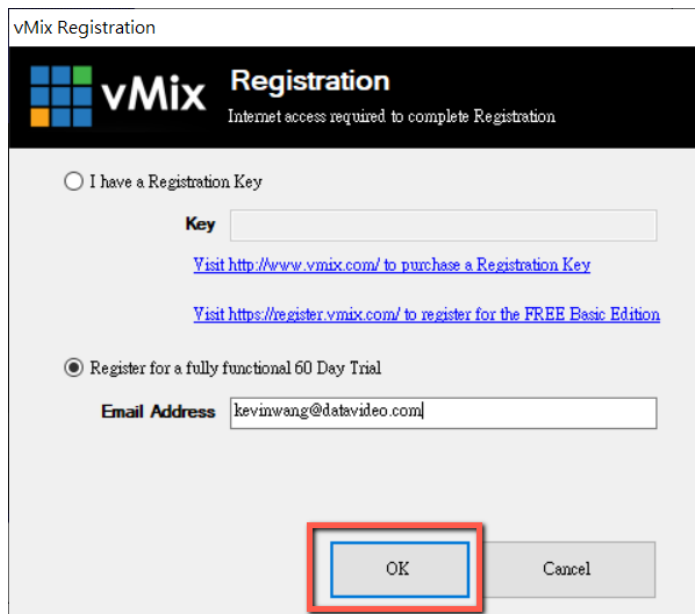 vMix Registration
vMix
Registration
Internet access required to complete Registration
I have a Registration Key
Key
Visit http://www.vmix.com/ to purchase a Registration Key
Visit https://register.vmix.com/ to register for the FREE Basic Edition
Register for a fully functional 60 Day Trial
Email Address kevinwang@datavideo.com
OK Cancel